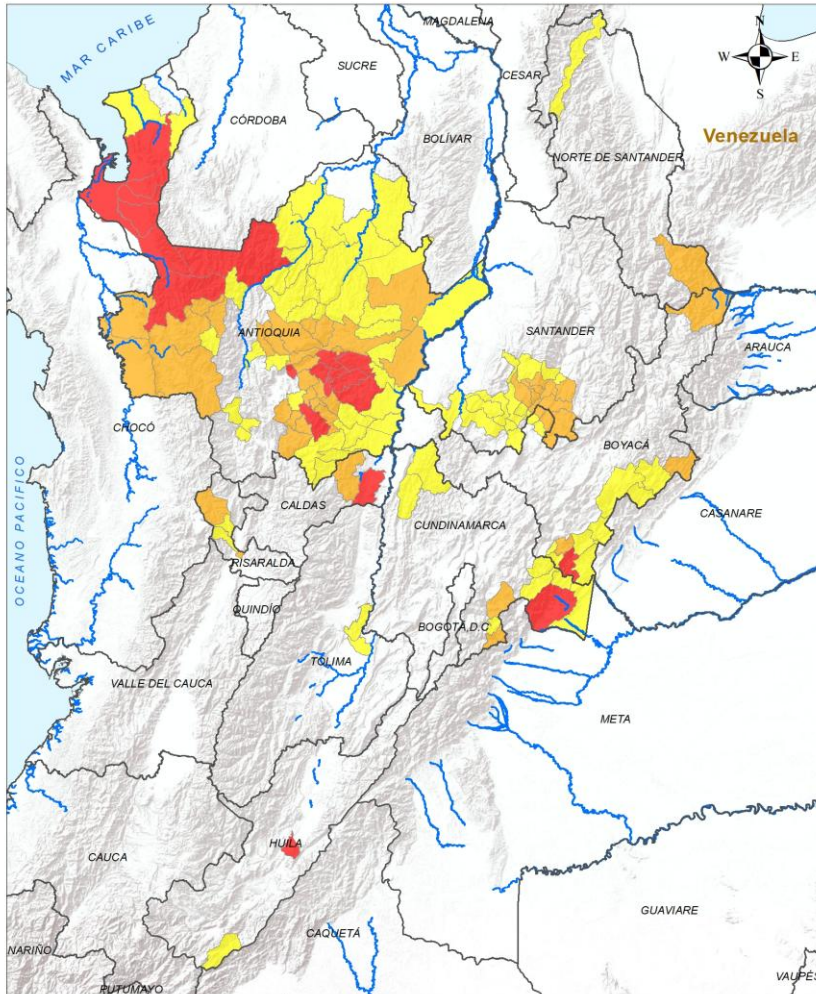 MAR CARIBE
MAGDALENA
SUCRE
CESAR
CÓRDOBA
BOLÍVAR
N
W E
S
Venezuela
NORTE DE SANTANDER
ANTIOQUIA
SANTANDER
ARAUCA
CHOCÓ
BOYACÁ
OCEANO PACIFICO
CALDAS
CUNDINAMARCA
CASANARE
RISARALDA
QUINDÍO
BOGOTÁ, D.C
TOLIMA
VALLE DEL CAUCA
META
HUILA
CAUCA
GUAVIARE
CAQUETÁ
NARIÑO
PUTUMAYO
VAUPÉS